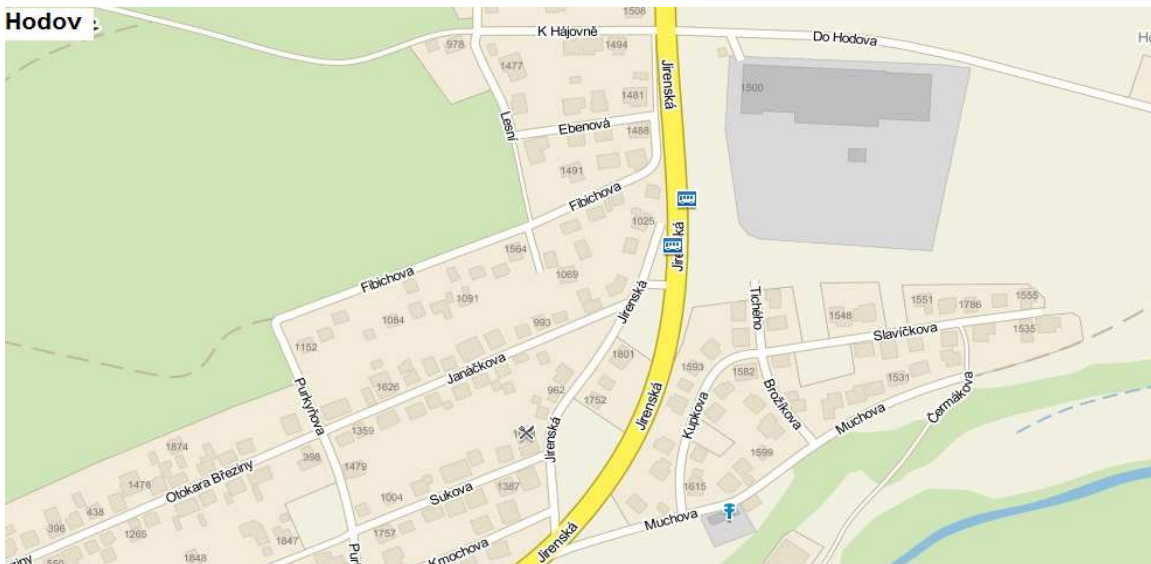 Hodov
1508
K Hájovně
1494
Do Hodova
978
1477
Jirenská
1500
1481
Lesní
Ebenová
1488
1491
Fibichova
1025
Jirenská
1564
Fibichova
1069
1091
Jirenská
Tichého
1551
1786
1555
1084
993
1548
Slavíčkova
1535
1152
Janáčkova
1801
1593
1582
1626
962
1752
1531
Purkyňova
Brožíkova
Čermákova
Jirenská
Kupkova
Muchova
1359
Jirenská
1874
398
1479
1599
1476
Otokara Březiny
1004
Sukova
1387
1615
438
396
1265
1757
Muchova
1847
Kmochova
Jirenská
1848